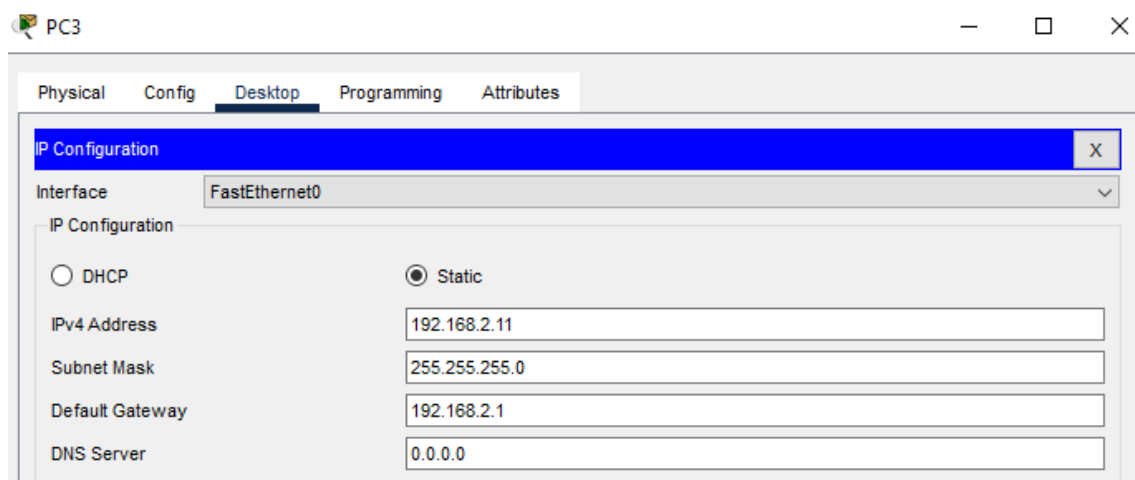 PC3
Physical Config Desktop Programming Attributes
IP Configuration X
Interface FastEthernet0
IP Configuration
DHCP Static
IPv4 Address 192.168.2.11
Subnet Mask 255.255.255.0
Default Gateway 192.168.2.1
DNS Server 0.0.0.0